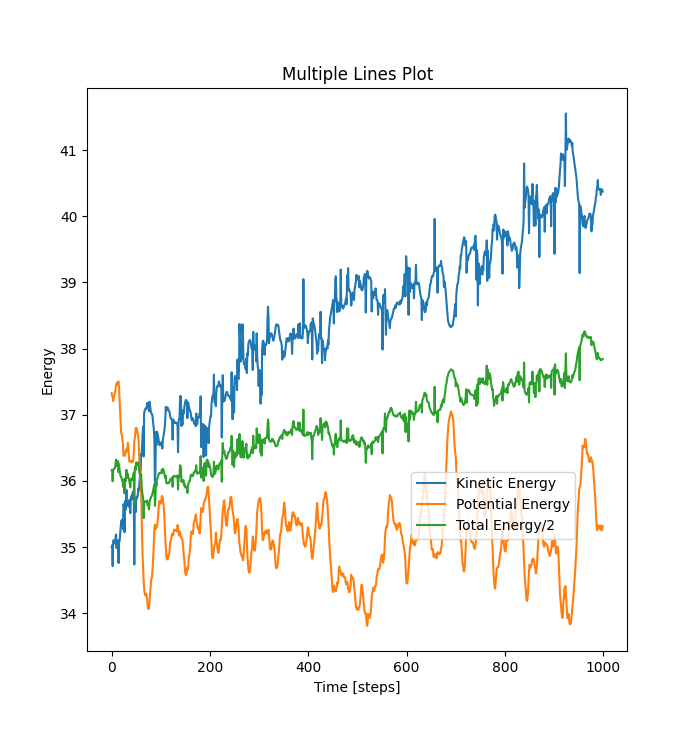 Multiple Lines Plot
Energy
41
40
39
38
37
36
35
34
Kinetic Energy
Potential Energy
Total Energy/2
0 200 400 600 800 1000
Time [steps]